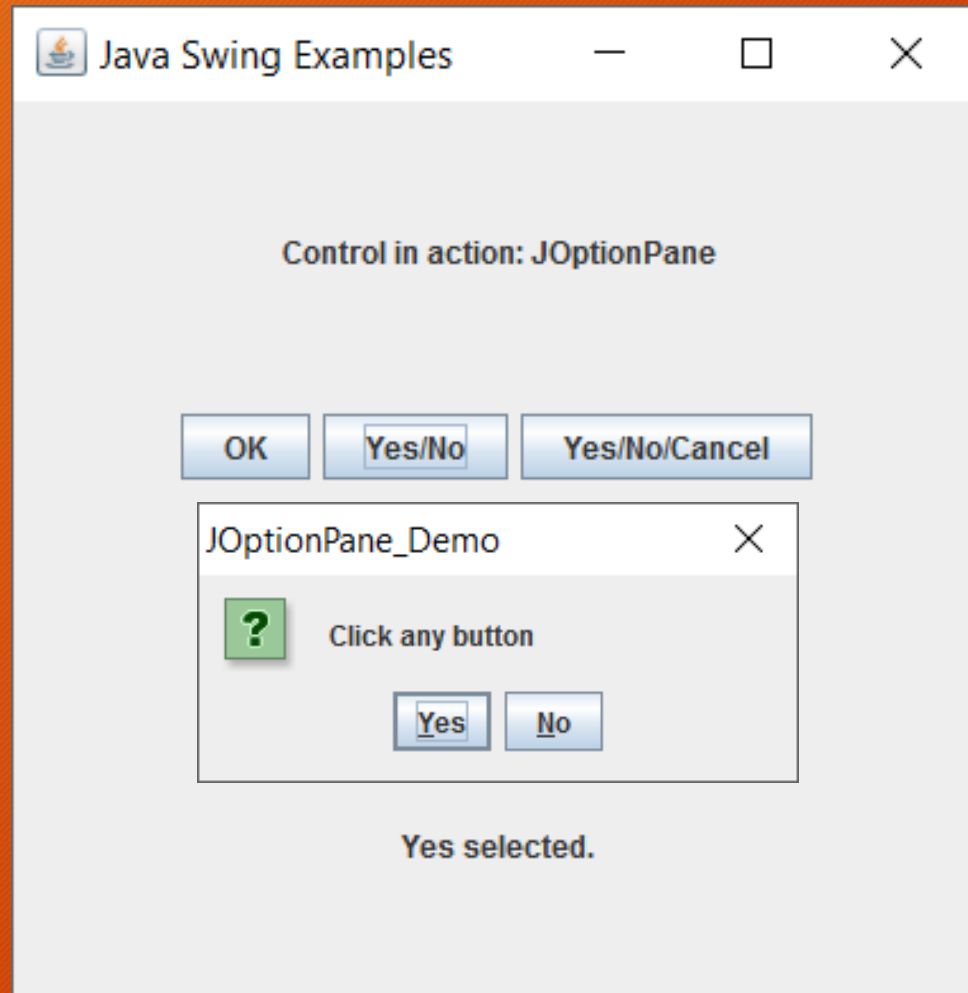 Java Swing Examples
Control in action: JOptionPane
OK Yes/No Yes/No/Cancel
JOptionPane_Demo
?
Click any button
Yes No
Yes selected.